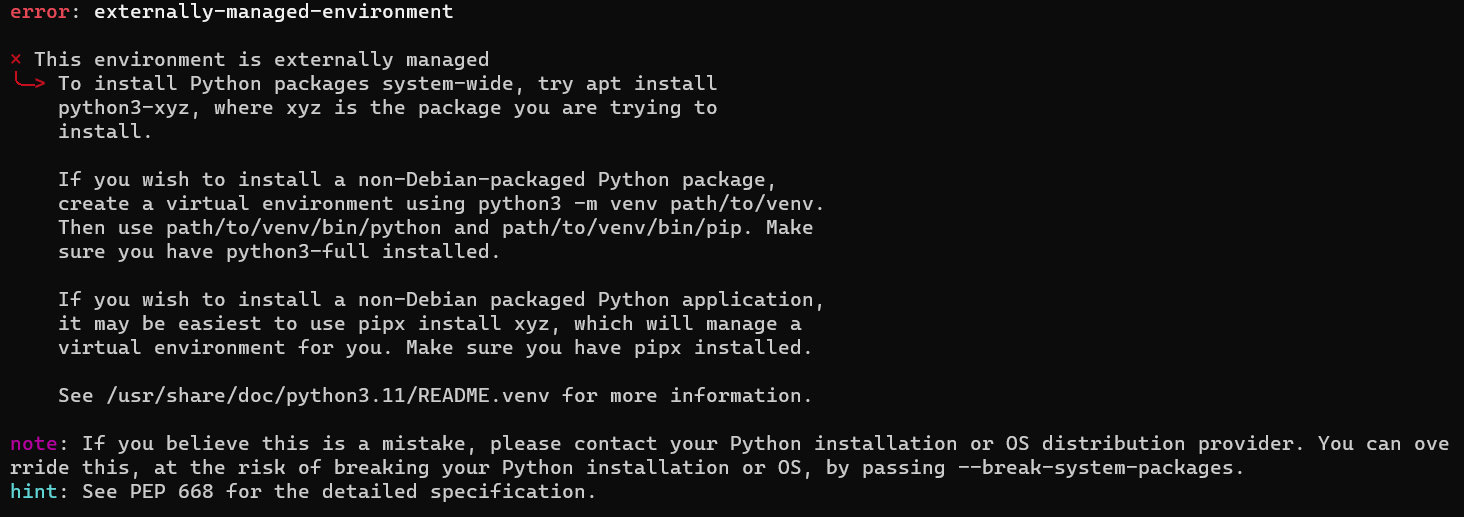 error: externally-managed-environment
× This environment is externally managed
╰─> To install Python packages system-wide, try apt install
python3-xyz, where xyz is the package you are trying to
install.
If you wish to install a non-Debian-packaged Python package,
create a virtual environment using python3 -m venv path/to/venv.
Then use path/to/venv/bin/python and path/to/venv/bin/pip. Make
sure you have python3-full installed.
If you wish to install a non-Debian packaged Python application,
it may be easiest to use pipx install xyz, which will manage a
virtual environment for you. Make sure you have pipx installed.
See /usr/share/doc/python3.11/README.venv for more information.
note: If you believe this is a mistake, please contact your Python installation or OS distribution provider. You can ove
rride this, at the risk of breaking your Python installation or OS, by passing --break-system-packages.
hint: See PEP 668 for the detailed specification.